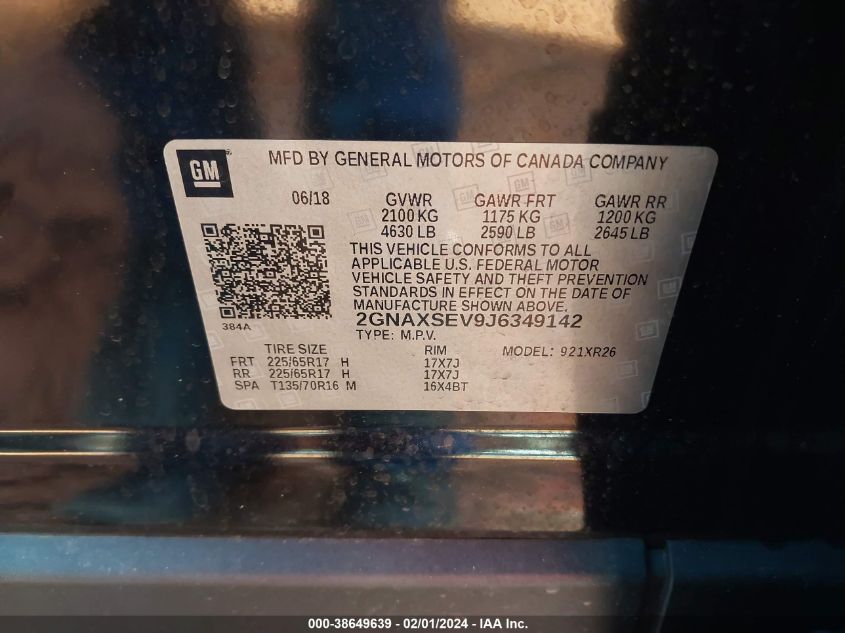 GM
MFD BY GENERAL MOTORS OF CANADA COMPANY
06/18 GVWR GAWR FRT GAWR RR
2100 KG 1175 KG 1200 KG
4630 LB 2590 LB 2645 LB
THIS VEHICLE CONFORMS TO ALL
APPLICABLE U.S. FEDERAL MOTOR
VEHICLE SAFETY AND THEFT PREVENTION
STANDARDS IN EFFECT ON THE DATE OF
MANUFACTURE SHOWN ABOVE.
384A 2GNAXSEV9J6349142
TYPE: M.P.V.
TIRE SIZE RIM MODEL: 921XR26
FRT 225/65R17 H 17X7J
RR 225/65R17 H 17X7J
SPA T135/70R16 M 16X4BT
000-38649639 - 02/01/2024 - IAA Inc.